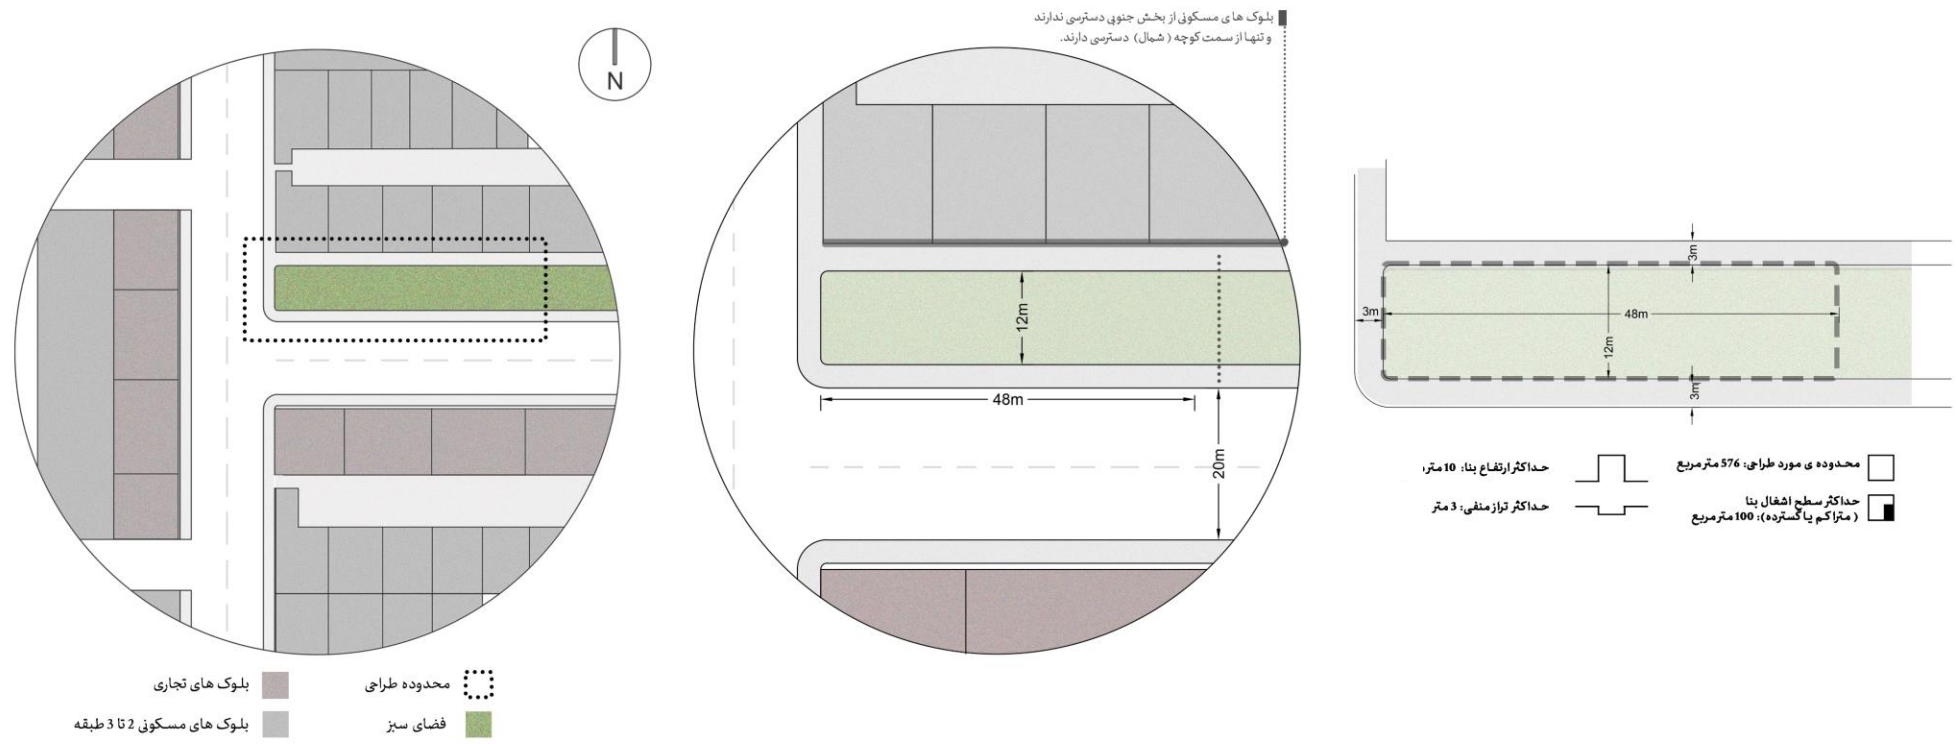 بلوک های مسکونی از بخش جنوبی دسترسی ندارند
و تنها از سمت کوچه (شمال) دسترسی دارند.
N
12m
48m
20m
3m
3m
48m
12m
3m
محدوده ی مورد طراحی: 576 مترمربع
حداکثر ارتفاع بنا: 10 متر
حداکثر سطح اشغال بنا
(متراکم یا گسترده): 100 مترمربع
حداکثر تراز منفی: 3 متر
محدوده طراحی
بلوک های تجاری
فضای سبز
بلوک های مسکونی 2 تا 3 طبقه